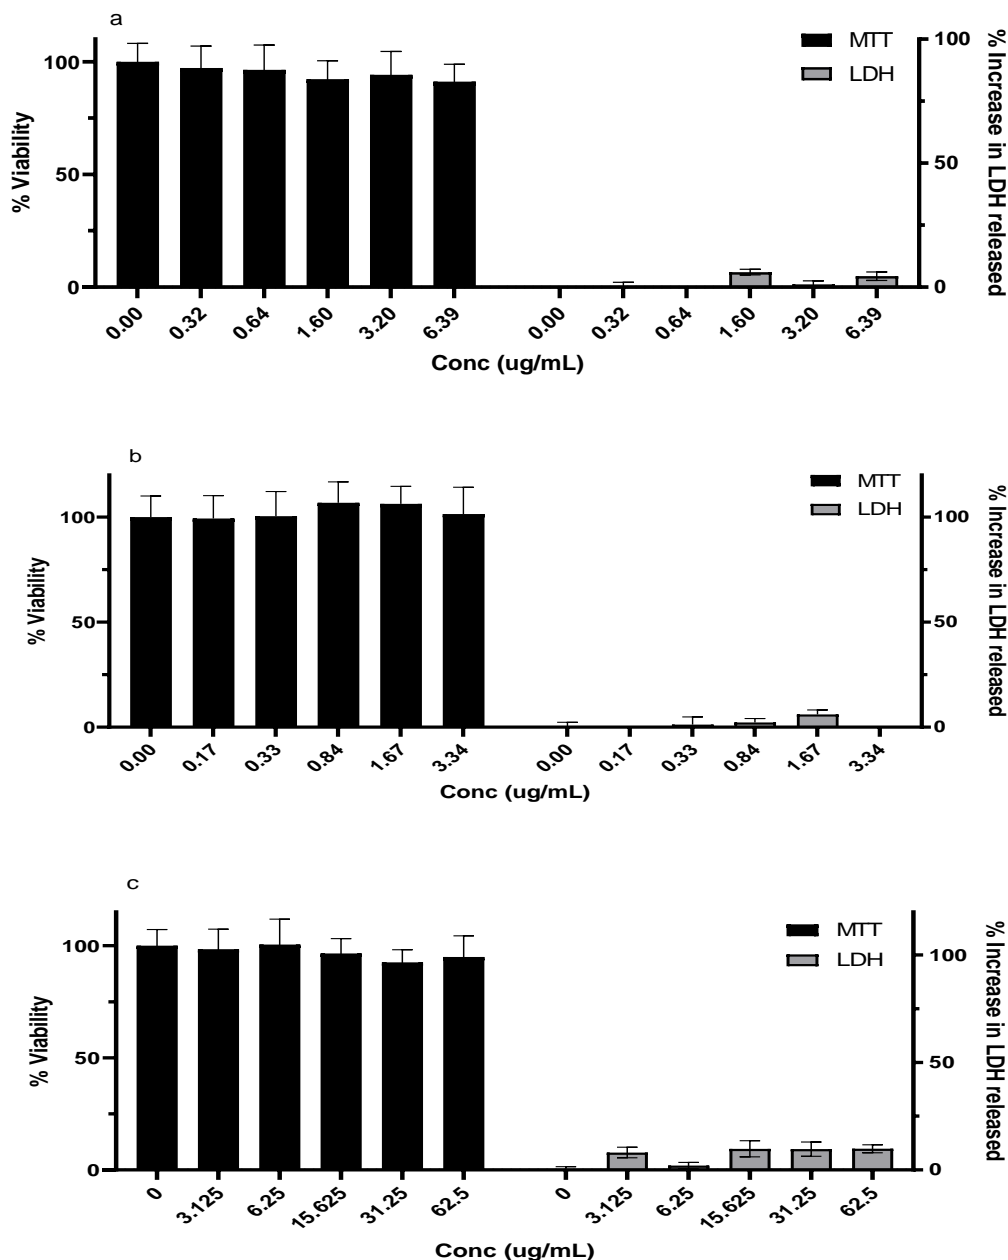 a
% Viability
100
50
0
MTT
LDH
100
50
0
% Increase in LDH released
0.00 0.32 0.64 1.60 3.20 6.39 0.00 0.32 0.64 1.60 3.20 6.39
Conc (ug/mL)
b
% Viability
100
50
0
MTT
LDH
100
50
0
% Increase in LDH released
0.00 0.17 0.33 0.84 1.67 3.34 0.00 0.17 0.33 0.84 1.67 3.34
Conc (ug/mL)
c
% Viability
100
50
0
MTT
LDH
100
50
0
% Increase in LDH released
0 3.125 6.25 15.625 31.25 62.5 0 3.125 6.25 15.625 31.25 62.5
Conc (ug/mL)